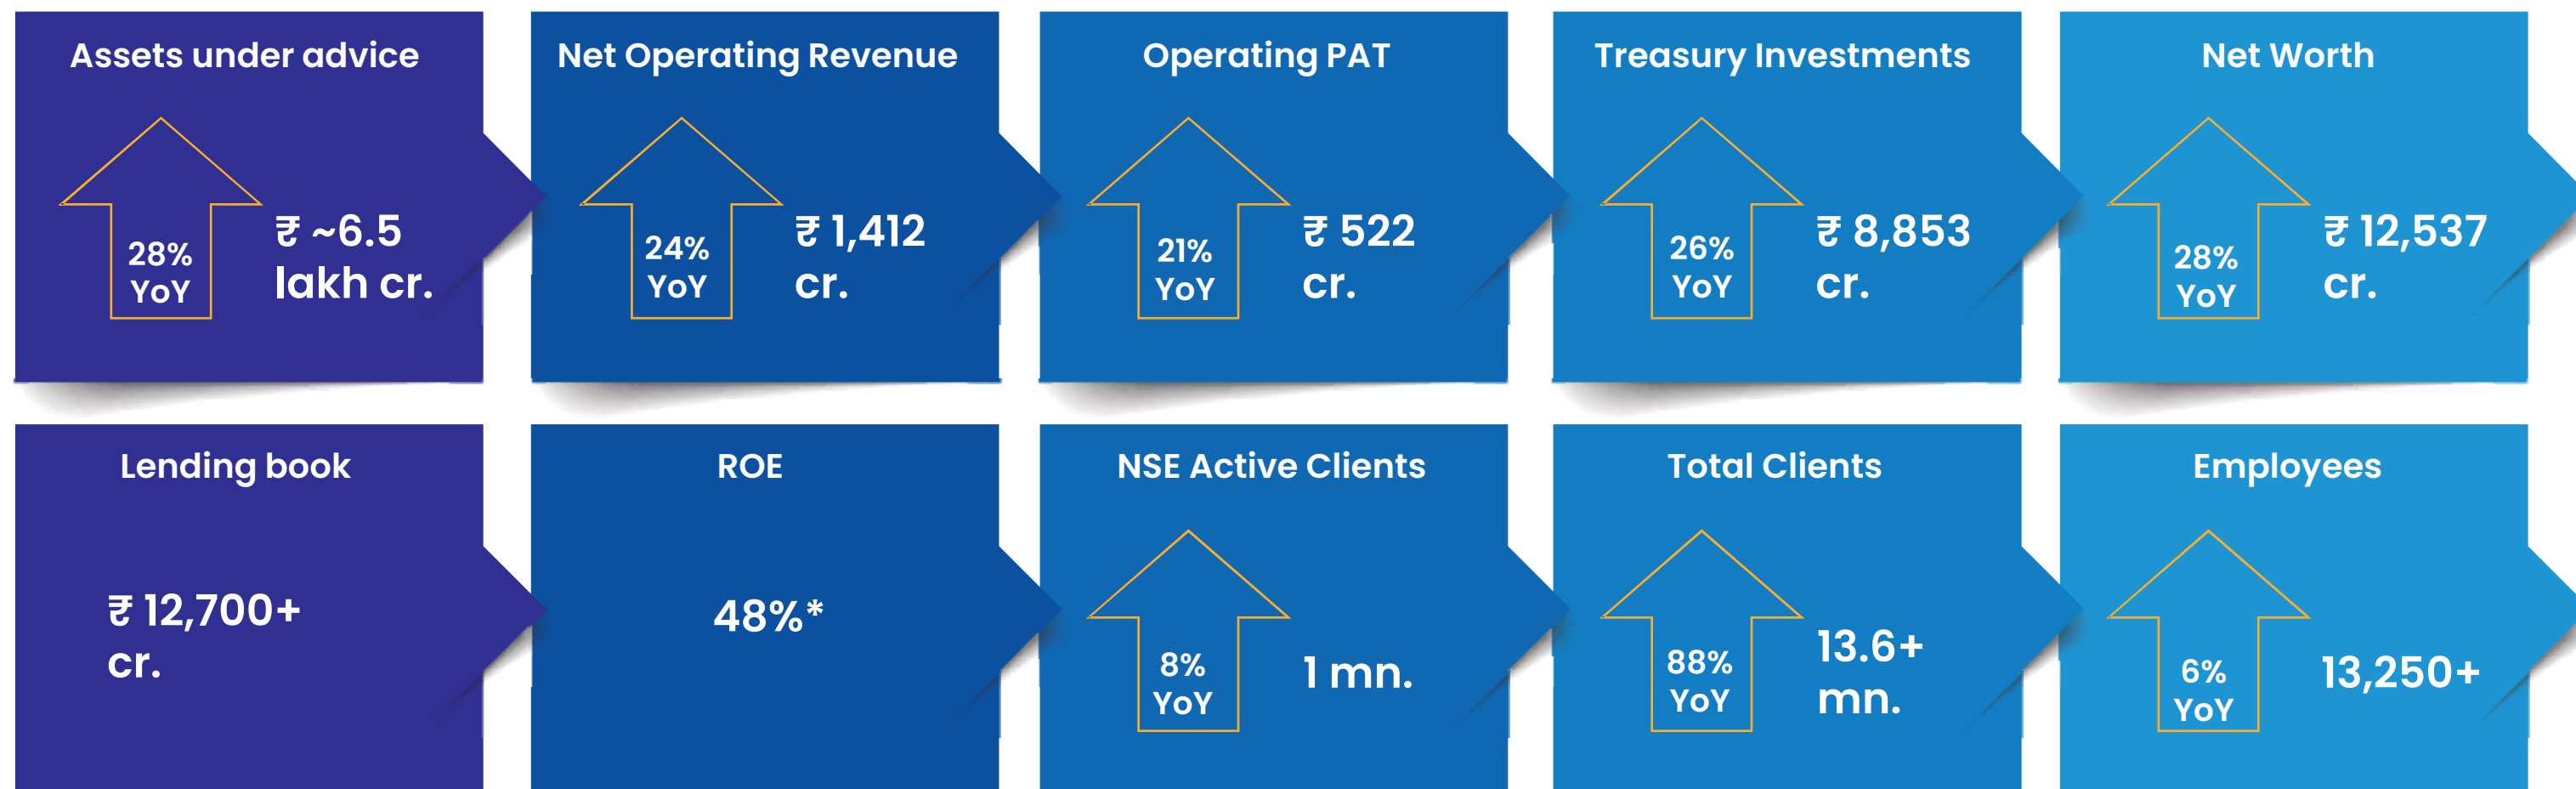 Assets under advice
28%
YoY
₹ ~6.5
lakh cr.
Net Operating Revenue
24%
YoY
₹ 1,412
cr.
Operating PAT
21%
YoY
₹ 522
cr.
Treasury Investments
26%
YoY
₹ 8,853
cr.
Net Worth
28%
YoY
₹ 12,537
cr.
Lending book
₹ 12,700+
cr.
ROE
48%*
NSE Active Clients
8%
YoY
1 mn.
Total Clients
88%
YoY
13.6+
mn.
Employees
6%
YoY
13,250+